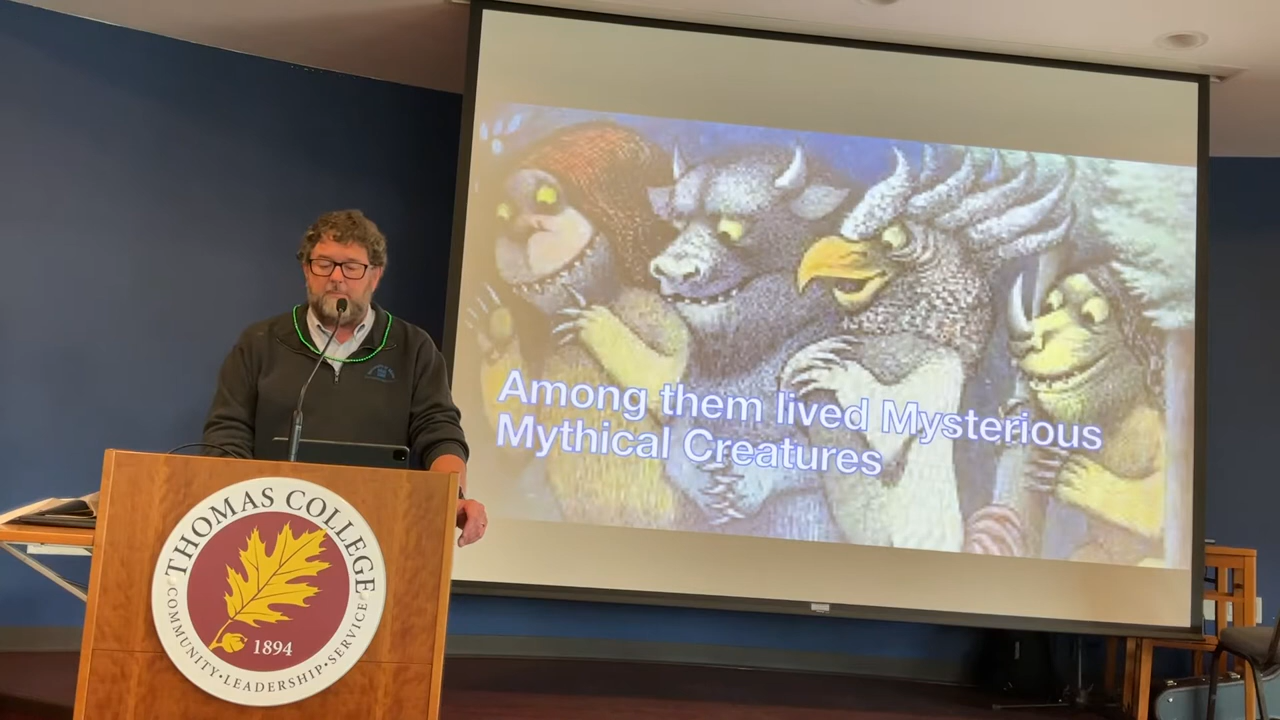 Among them lived Mysterious
Mythical Creatures
THOMAS COLLEGE
1894
COMMUNITY·LEADERSHIP·SERVICE